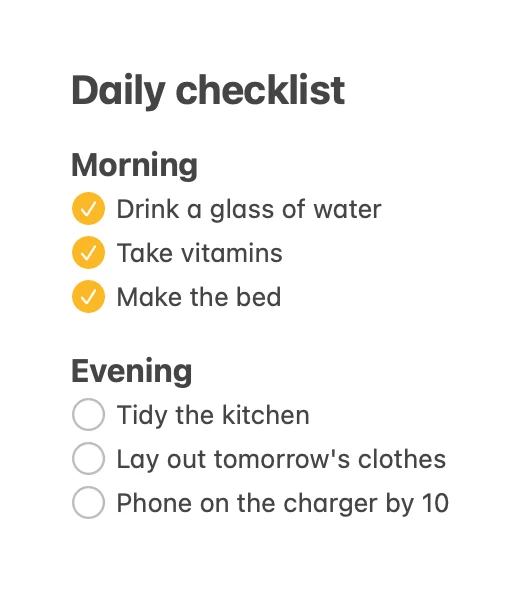 Daily checklist
Morning
Drink a glass of water
Take vitamins
Make the bed
Evening
Tidy the kitchen
Lay out tomorrow's clothes
Phone on the charger by 10